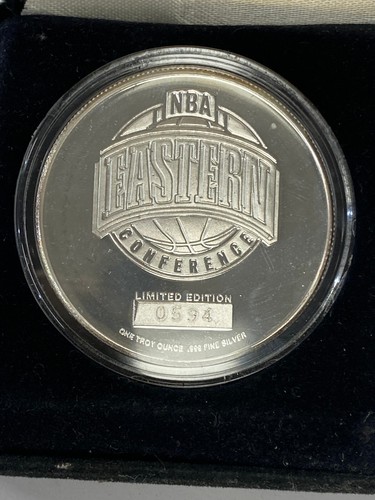 NBA
EASTERN
CONFERENCE
LIMITED EDITION
0594
ONE TROY OUNCE .999 FINE SILVER